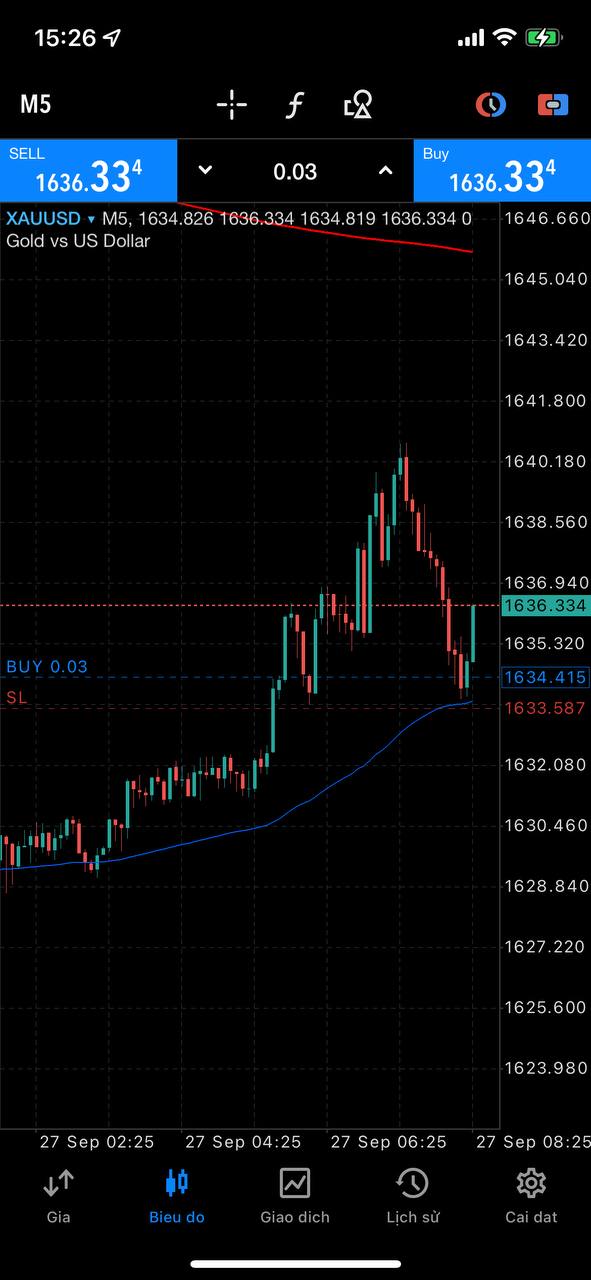 15:26
M5 f
SELL Buy
1636.33⁴ 0.03 1636.33⁴
XAUUSD ▾ M5, 1634.826 1636.334 1634.819 1636.334 0
Gold vs US Dollar
1646.660
1645.040
1643.420
1641.800
1640.180
1638.560
1636.940
1636.334
1635.320
BUY 0.03
1634.415
SL
1633.587
1632.080
1630.460
1628.840
1627.220
1625.600
1623.980
27 Sep 02:25 27 Sep 04:25 27 Sep 06:25 27 Sep 08:25
Gia Bieu do Giao dich Lịch sử Cai dat